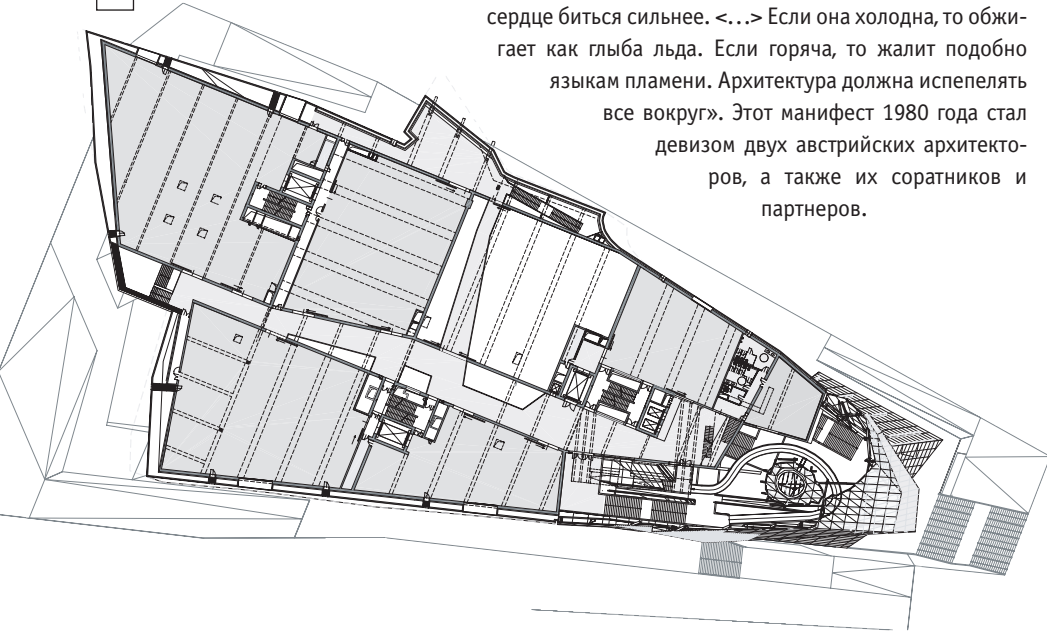 сердце биться сильнее. <…> Если она холодна, то обжи-
гает как глыба льда. Если горяча, то жалит подобно
языкам пламени. Архитектура должна испепелять
все вокруг». Этот манифест 1980 года стал
девизом двух австрийских архитекто-
ров, а также их соратников и
партнеров.